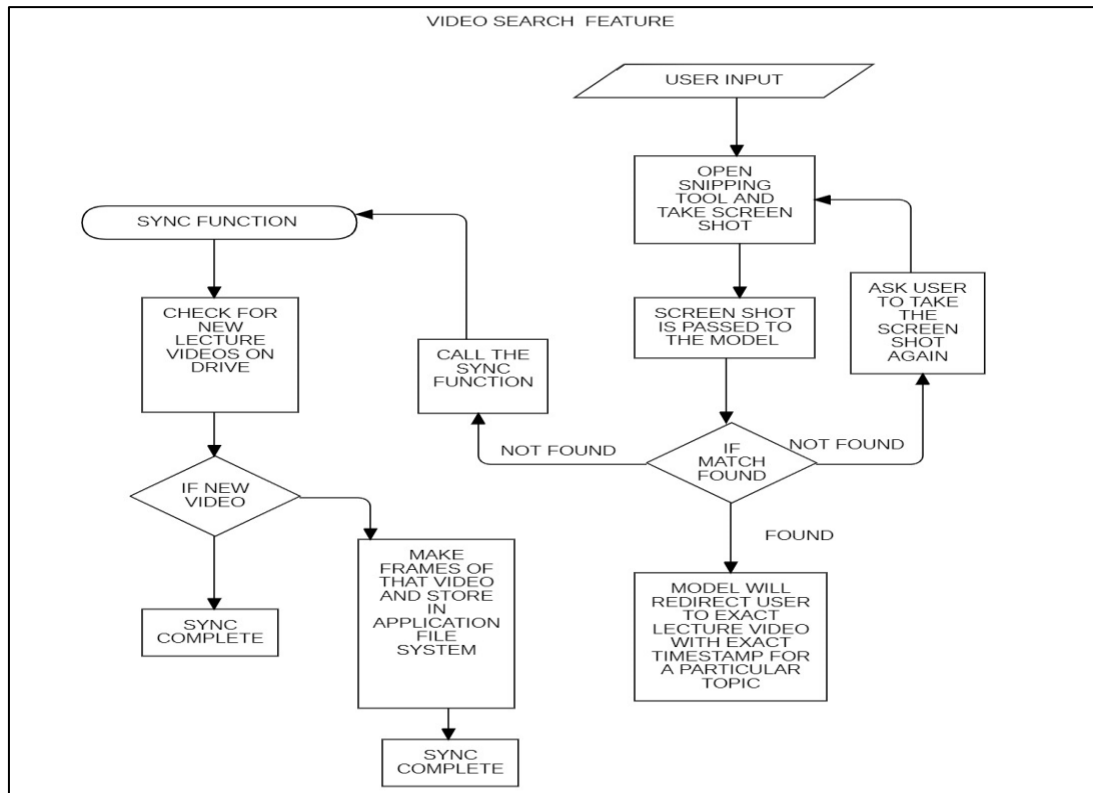 VIDEO SEARCH FEATURE
USER INPUT
OPEN
SNIPPING
TOOL AND
TAKE SCREEN
SHOT
SYNC FUNCTION
CHECK FOR
NEW
LECTURE
VIDEOS ON
DRIVE
CALL THE
SYNC
FUNCTION
SCREEN SHOT
IS PASSED TO
THE MODEL
ASK USER
TO TAKE
THE
SCREEN
SHOT
AGAIN
NOT FOUND
IF
MATCH
FOUND
NOT FOUND
IF NEW
VIDEO
FOUND
MAKE
FRAMES OF
THAT VIDEO
AND STORE
IN
APPLICATION
FILE
SYSTEM
MODEL WILL
REDIRECT USER
TO EXACT
LECTURE VIDEO
WITH EXACT
TIMESTAMP FOR
A PARTICULAR
TOPIC
SYNC
COMPLETE
SYNC
COMPLETE